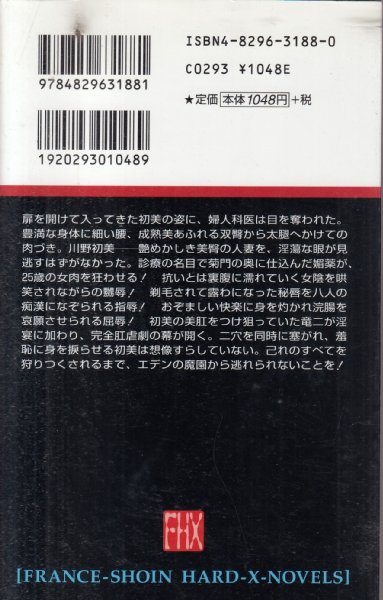 ISBN4-8296-3188-0
9784829631881
C0293 ¥1048E
★定価 本体1048円 +税
1920293010489
扉を開けて入ってきた初美の姿に、婦人科医は目を奪われた。
豊満な身体に細い腰、成熟美あふれる双臀から太腿へかけての
肉づき。川野初美――艶めかしき美臀の人妻を、淫蕩な眼が見
逃すはずがなかった。診療の名目で菊門の奥に仕込んだ媚薬が、
25歳の女肉を狂わせる! 抗いとは裏腹に濡れていく女陰を哄
笑されながらの嬲辱! 剃毛されて露わになった秘唇を八人の
痴漢になぞられる指辱! おぞましい快楽に身を灼かれ浣腸を
哀願させられる屈辱! 初美の美肛をつけ狙っていた竜二が淫
宴に加わり、完全肛虐劇の幕が開く。二穴を同時に塞がれ、羞
恥に身を捩らせる初美は想像すらしていない。己れのすべてを
狩りつくされるまで、エデンの魔園から逃れられないことを!
FHX
[FRANCE-SHOIN HARD-X-NOVELS]